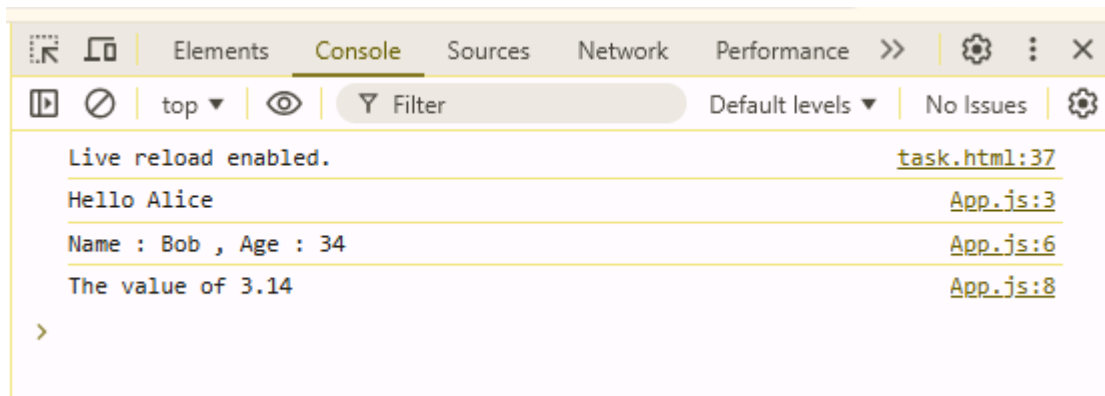 Elements Console Sources Network Performance
top Filter Default levels No Issues
Live reload enabled. task.html:37
Hello Alice App.js:3
Name : Bob , Age : 34 App.js:6
The value of 3.14 App.js:8